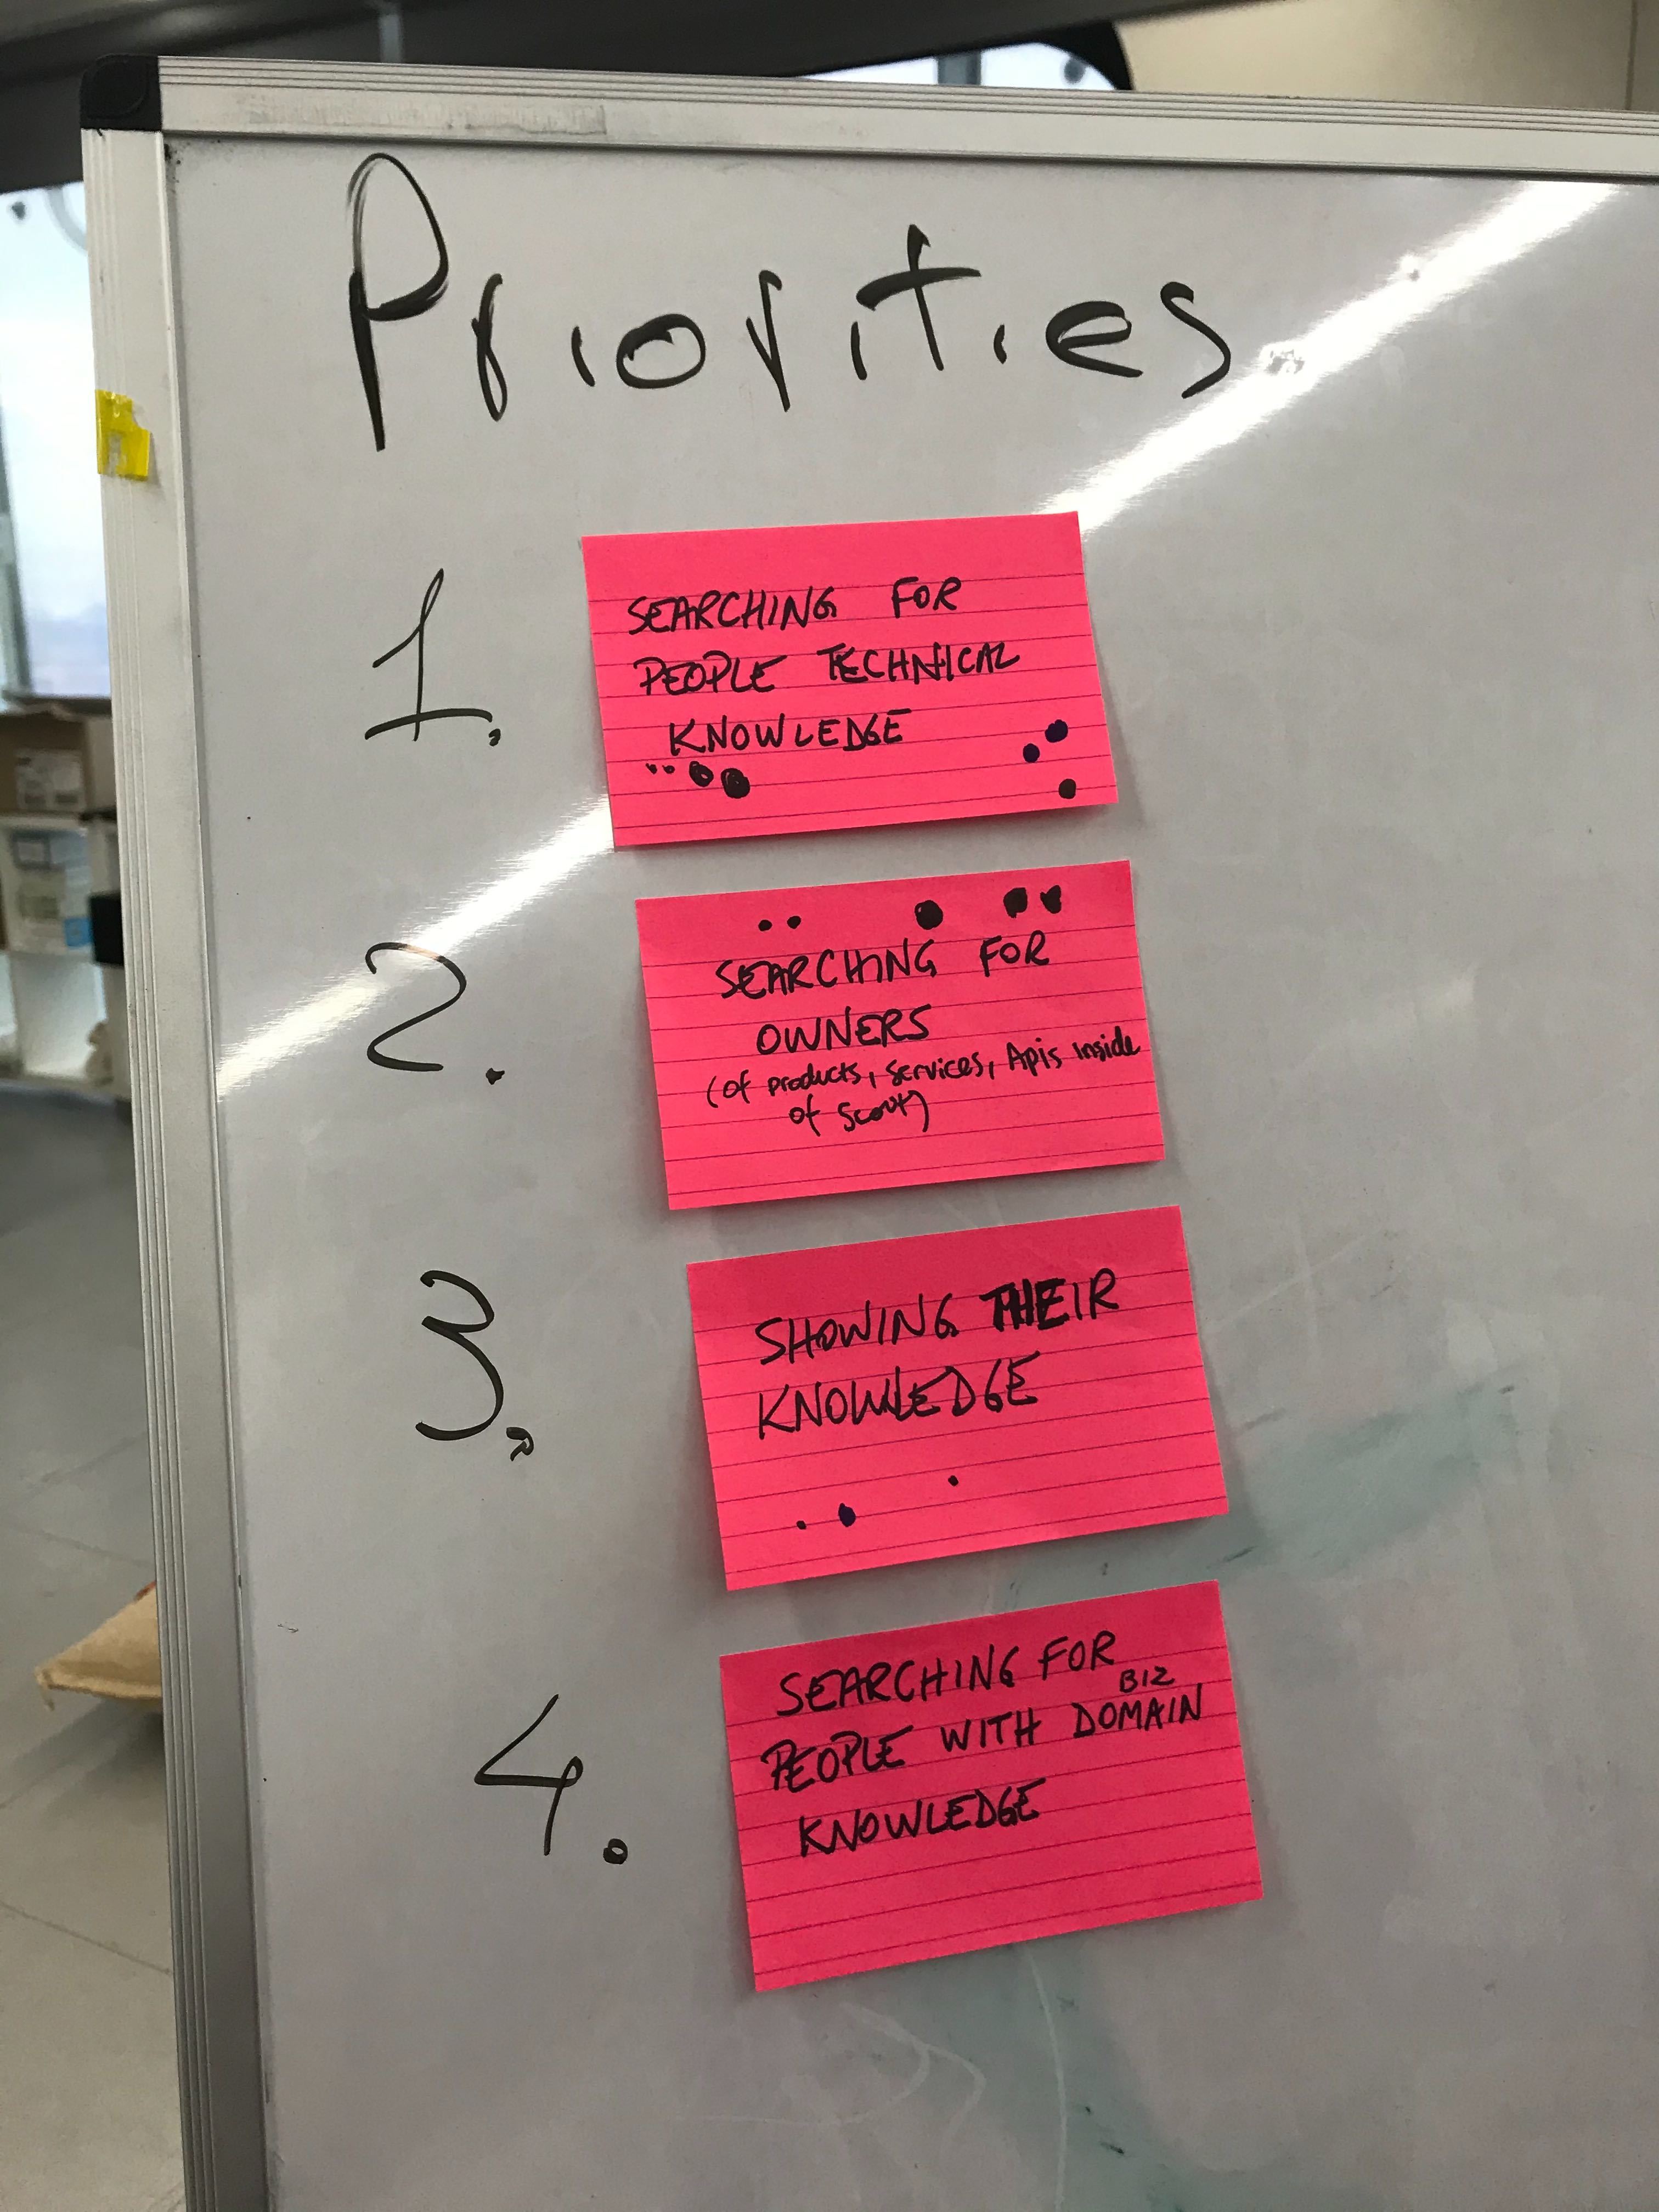 Priorities
1.
SEARCHING FOR
PEOPLE TECHNICAL
KNOWLEDGE
2.
SEARCHING FOR
OWNERS
(of products, services, Apis inside
of Scout)
3.
SHOWING THEIR
KNOWLEDGE
4.
SEARCHING FOR
BIZ
PEOPLE WITH DOMAIN
KNOWLEDGE